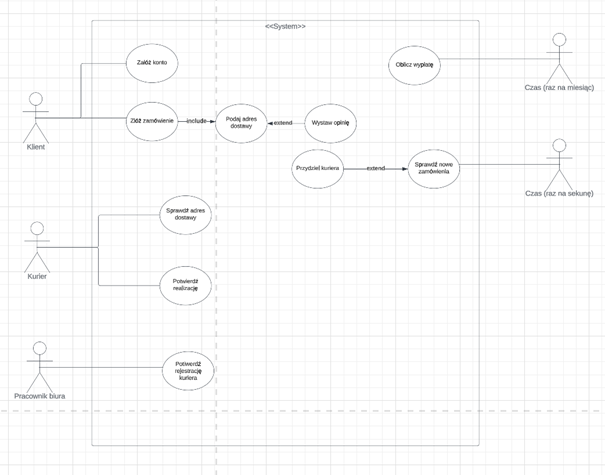 <<System>>
Załóż konto
Oblicz wypłatę
Czas (raz na miesiąc)
Klient
Złóż zamówienie
include
Podaj adres
dostawy
extend
Wystaw opinię
Przydziel kuriera
extend
Sprawdź nowe
zamówienia
Czas (raz na sekunę)
Sprawdź adres
dostawy
Kurier
Potwierdź
realizację
Potwierdź
rejestrację
kuriera
Pracownik biura